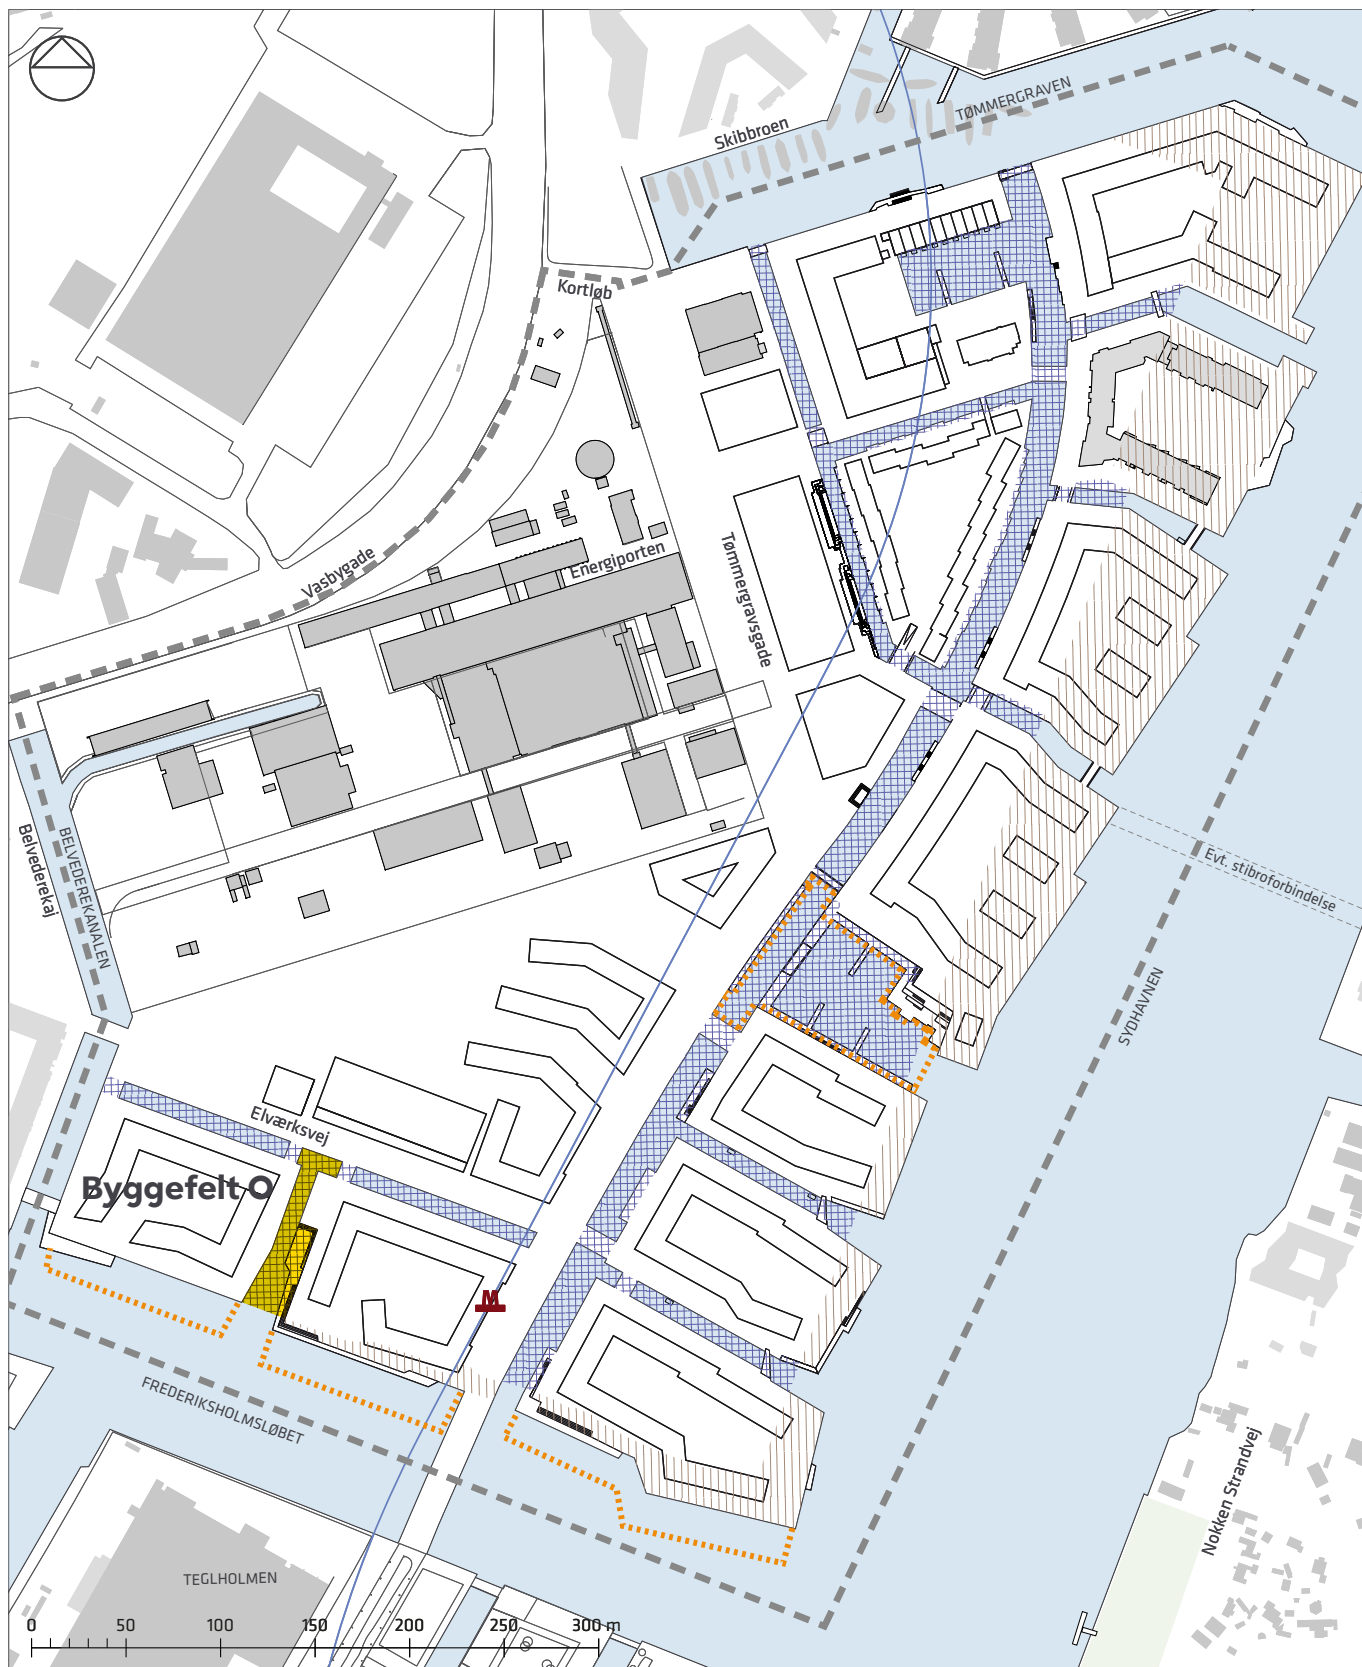 TØMMERGRAVEN
Skibbroen
Kortløb
Energiporten
Vasbygade
Tømmergravsgade
Belvederekaj
BELVEDEREKANALEN
Evt. stibroforbindelse
SYDHAVNEN
Elværksvej
Byggefelt O
M
FREDERIKSHOLMSLØBET
Nokken Strandvej
TEGLHOLMEN
0 50 100 150 200 250 300 m